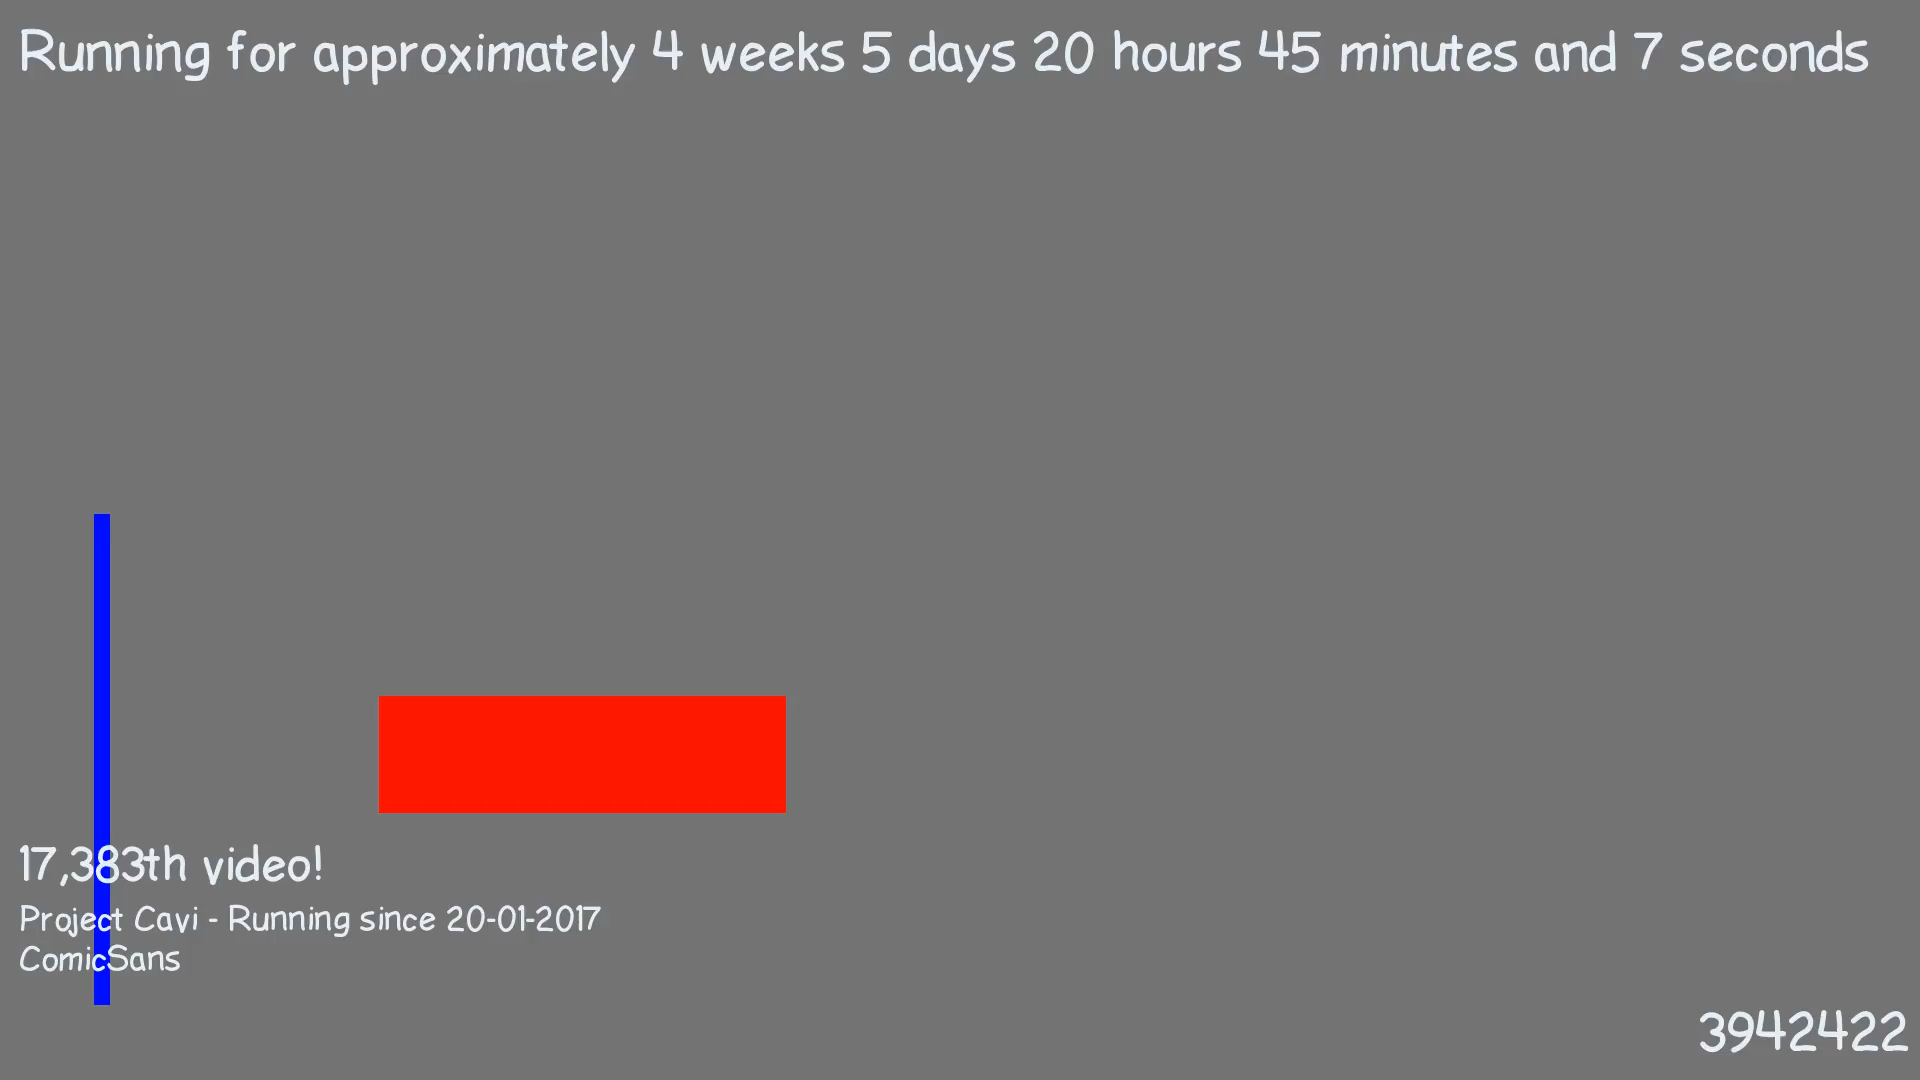 Running for approximately 4 weeks 5 days 20 hours 45 minutes and 7 seconds
17,383th video!
Project Cavi - Running since 20-01-2017
ComicSans
3942422